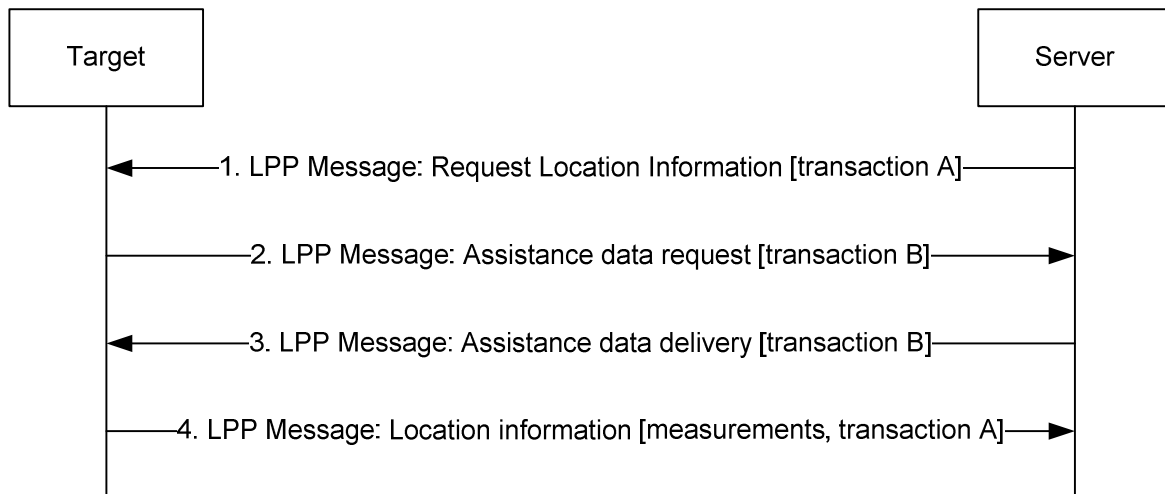 Target
Server
1. LPP Message: Request Location Information [transaction A]
2. LPP Message: Assistance data request [transaction B]
3. LPP Message: Assistance data delivery [transaction B]
4. LPP Message: Location information [measurements, transaction A]